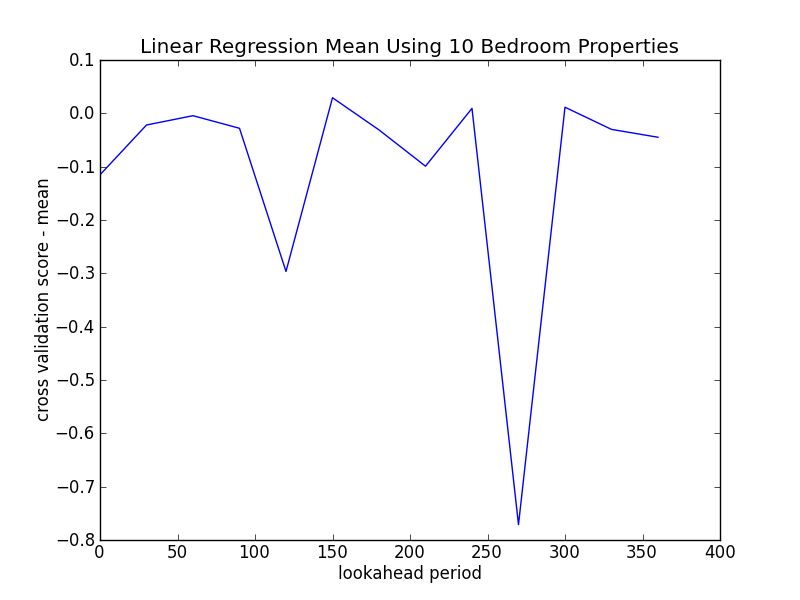 Linear Regression Mean Using 10 Bedroom Properties
0.1
0.0
−0.1
−0.2
−0.3
−0.4
−0.5
−0.6
−0.7
−0.8
cross validation score - mean
0 50 100 150 200 250 300 350 400
lookahead period